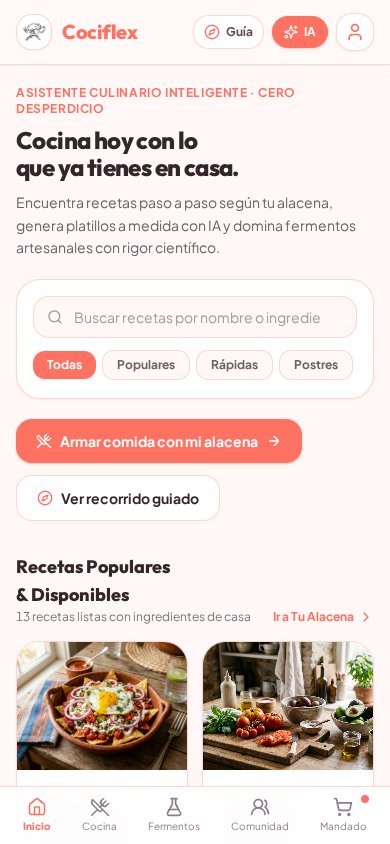 Cociflex
Guía
IA
ASISTENTE CULINARIO INTELIGENTE · CERO
DESPERDICIO
Cocina hoy con lo
que ya tienes en casa.
Encuentra recetas paso a paso según tu alacena,
genera platillos a medida con IA y domina fermentos
artesanales con rigor científico.
Buscar recetas por nombre o ingredie
Todas
Populares
Rápidas
Postres
Armar comida con mi alacena
Ver recorrido guiado
Recetas Populares
& Disponibles
13 recetas listas con ingredientes de casa
Ir a Tu Alacena
Inicio
Cocina
Fermentos
Comunidad
Mandado